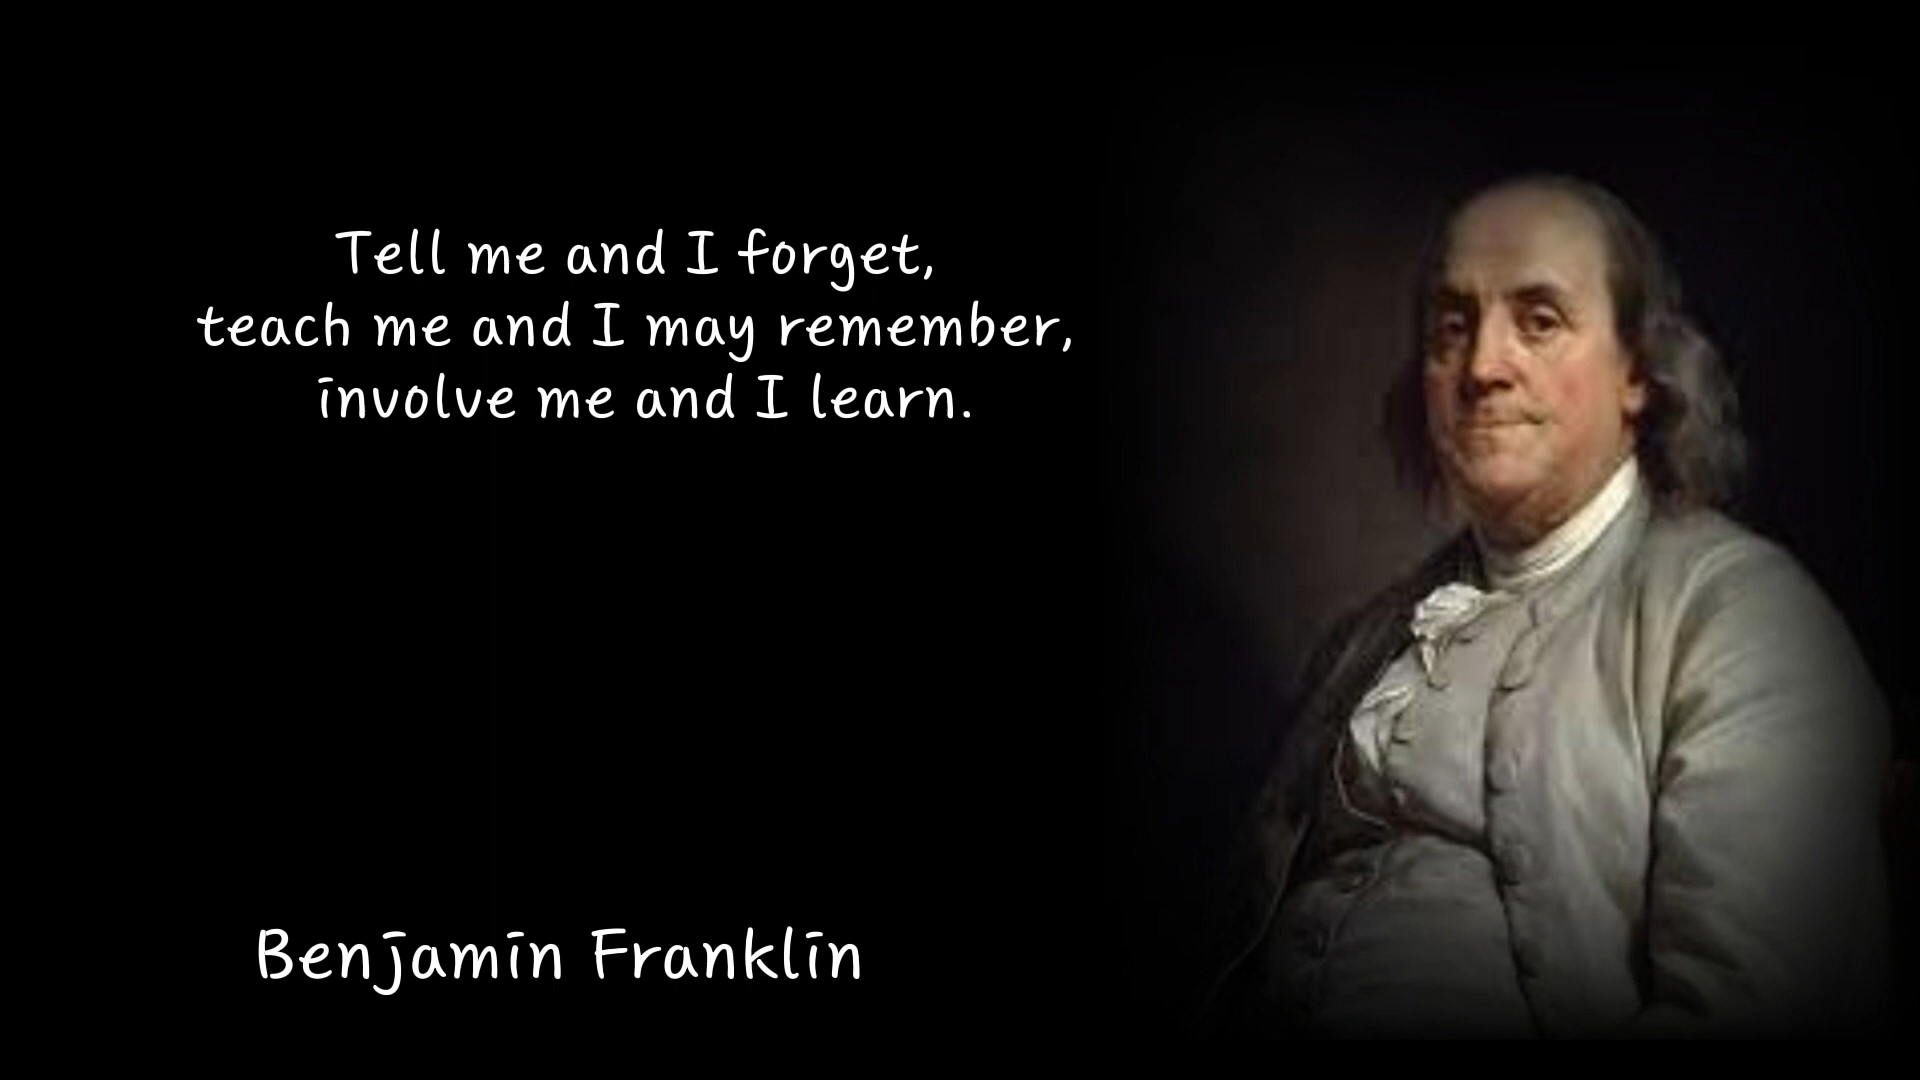 Tell me and I forget,
teach me and I may remember,
involve me and I learn.
Benjamin Franklin